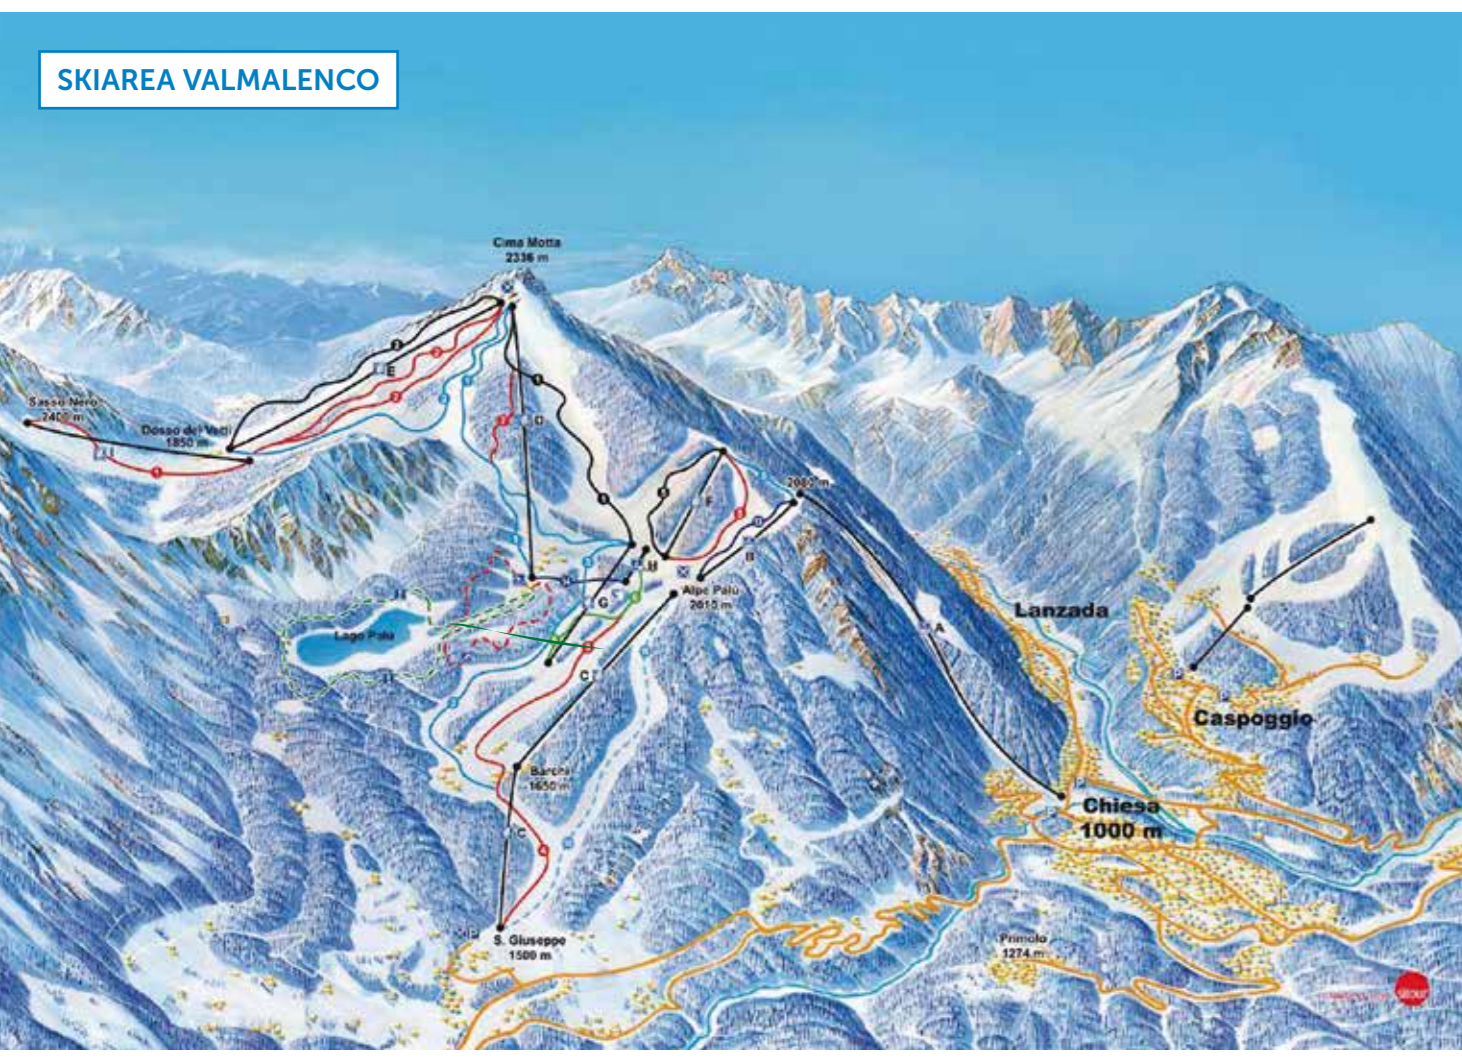 SKIAREA VALMALENCO
Cima Motta
2336 m
Sasso Nero
2400 m
Dosso dei Vetti
1850 m
E
D
F
2080 m
B
H
Alpe Palù
2010 m
G
Lago Palù
C
A
Lanzada
Caspoggio
Barchi
1650 m
C
Chiesa
1000 m
S. Giuseppe
1500 m
Primolo
1274 m